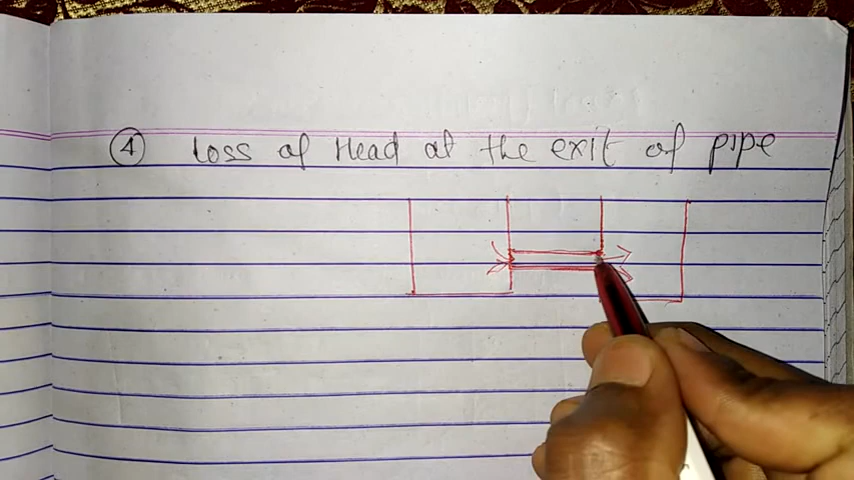 ④ Loss of Head at the exit of pipe